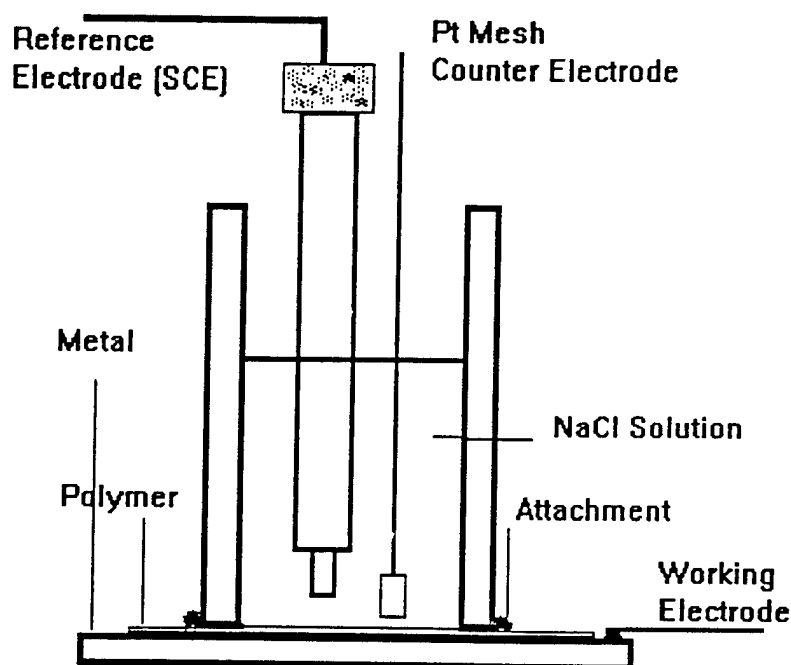 Reference
Electrode (SCE)
Pt Mesh
Counter Electrode
Metal
NaCl Solution
Polymer
Attachment
Working
Electrode